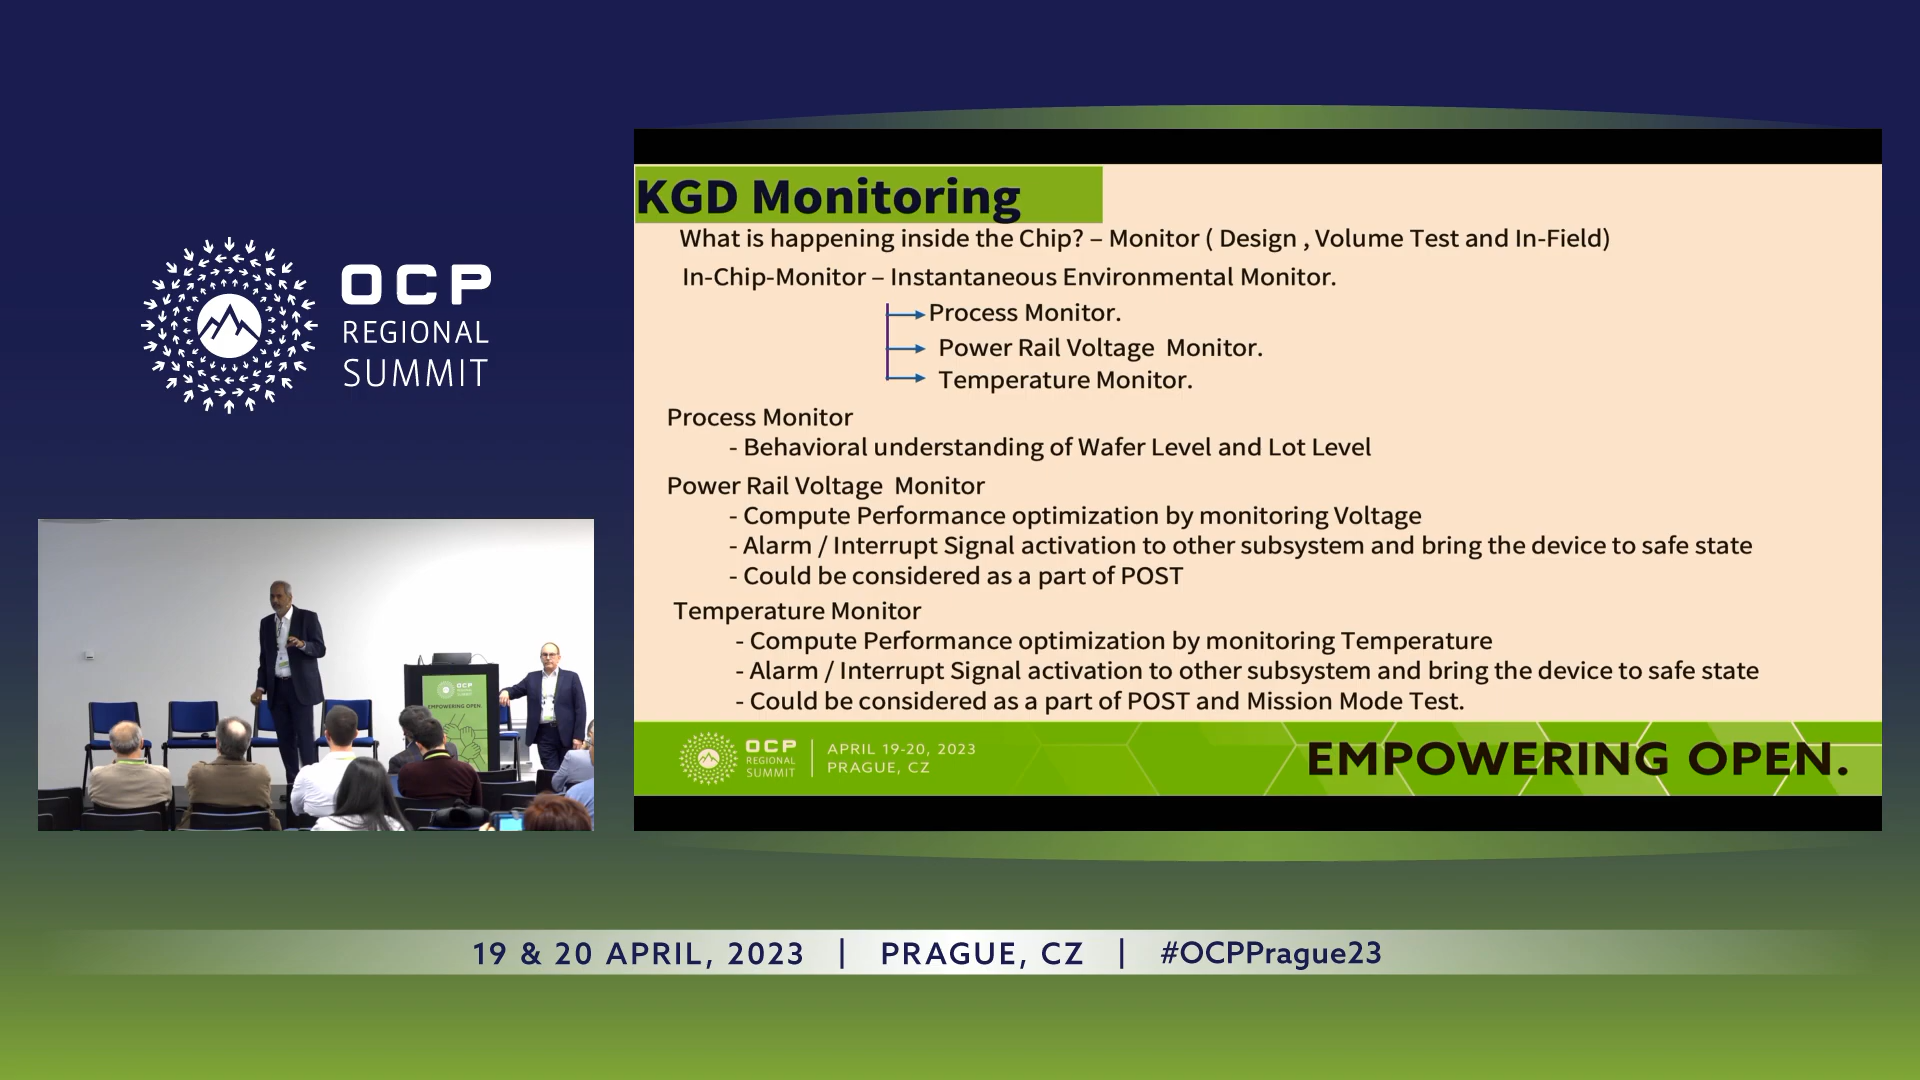 OCP
REGIONAL
SUMMIT
KGD Monitoring
What is happening inside the Chip? – Monitor ( Design , Volume Test and In-Field)
In-Chip-Monitor – Instantaneous Environmental Monitor.
Process Monitor.
Power Rail Voltage Monitor.
Temperature Monitor.
Process Monitor
- Behavioral understanding of Wafer Level and Lot Level
Power Rail Voltage Monitor
- Compute Performance optimization by monitoring Voltage
- Alarm / Interrupt Signal activation to other subsystem and bring the device to safe state
- Could be considered as a part of POST
Temperature Monitor
- Compute Performance optimization by monitoring Temperature
- Alarm / Interrupt Signal activation to other subsystem and bring the device to safe state
- Could be considered as a part of POST and Mission Mode Test.
OCP
REGIONAL
SUMMIT
APRIL 19-20, 2023
PRAGUE, CZ
EMPOWERING OPEN.
OCP
EMPOWERING OPEN.
19 & 20 APRIL, 2023 | PRAGUE, CZ | #OCPPrague23